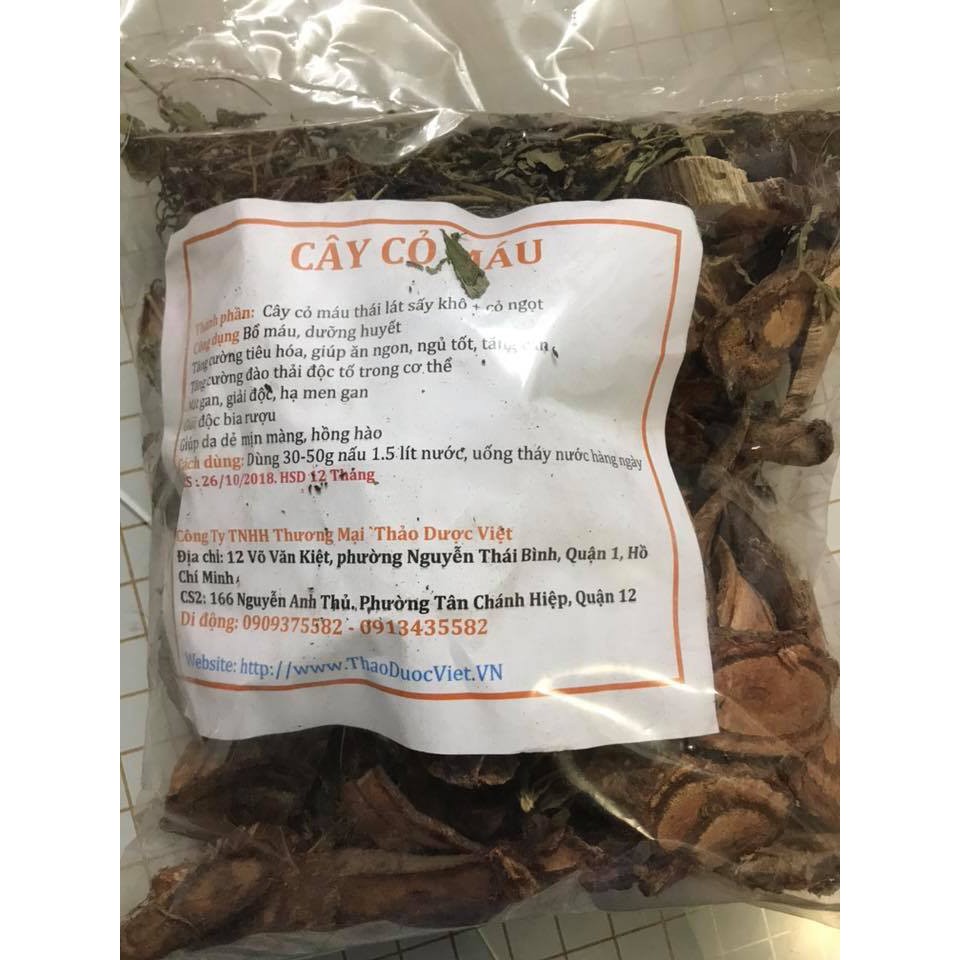 CÂY CỎ MÁU
Thành phần: Cây cỏ máu thái lát sấy khô + cỏ ngọt
Công dụng Bổ máu, dưỡng huyết
Tăng cường tiêu hóa, giúp ăn ngon, ngủ tốt, tăng cân
Tăng cường đào thải độc tố trong cơ thể
Mát gan, giải độc, hạ men gan
Giải độc bia rượu
Giúp da dẻ mịn màng, hồng hào
Cách dùng: Dùng 30-50g nấu 1.5 lít nước, uống tháy nước hàng ngày
: 26/10/2018. HSD 12 Tháng
Công Ty TNHH Thương Mại `Thảo Dược Việt
Địa chỉ: 12 Võ Văn Kiệt, phường Nguyễn Thái Bình, Quận 1, Hồ
Chí Minh
CS2: 166 Nguyễn Anh Thủ, Phường Tân Chánh Hiệp, Quận 12
Di động: 0909375582 - 0913435582
Website: http://www.ThaoDuocViet.VN